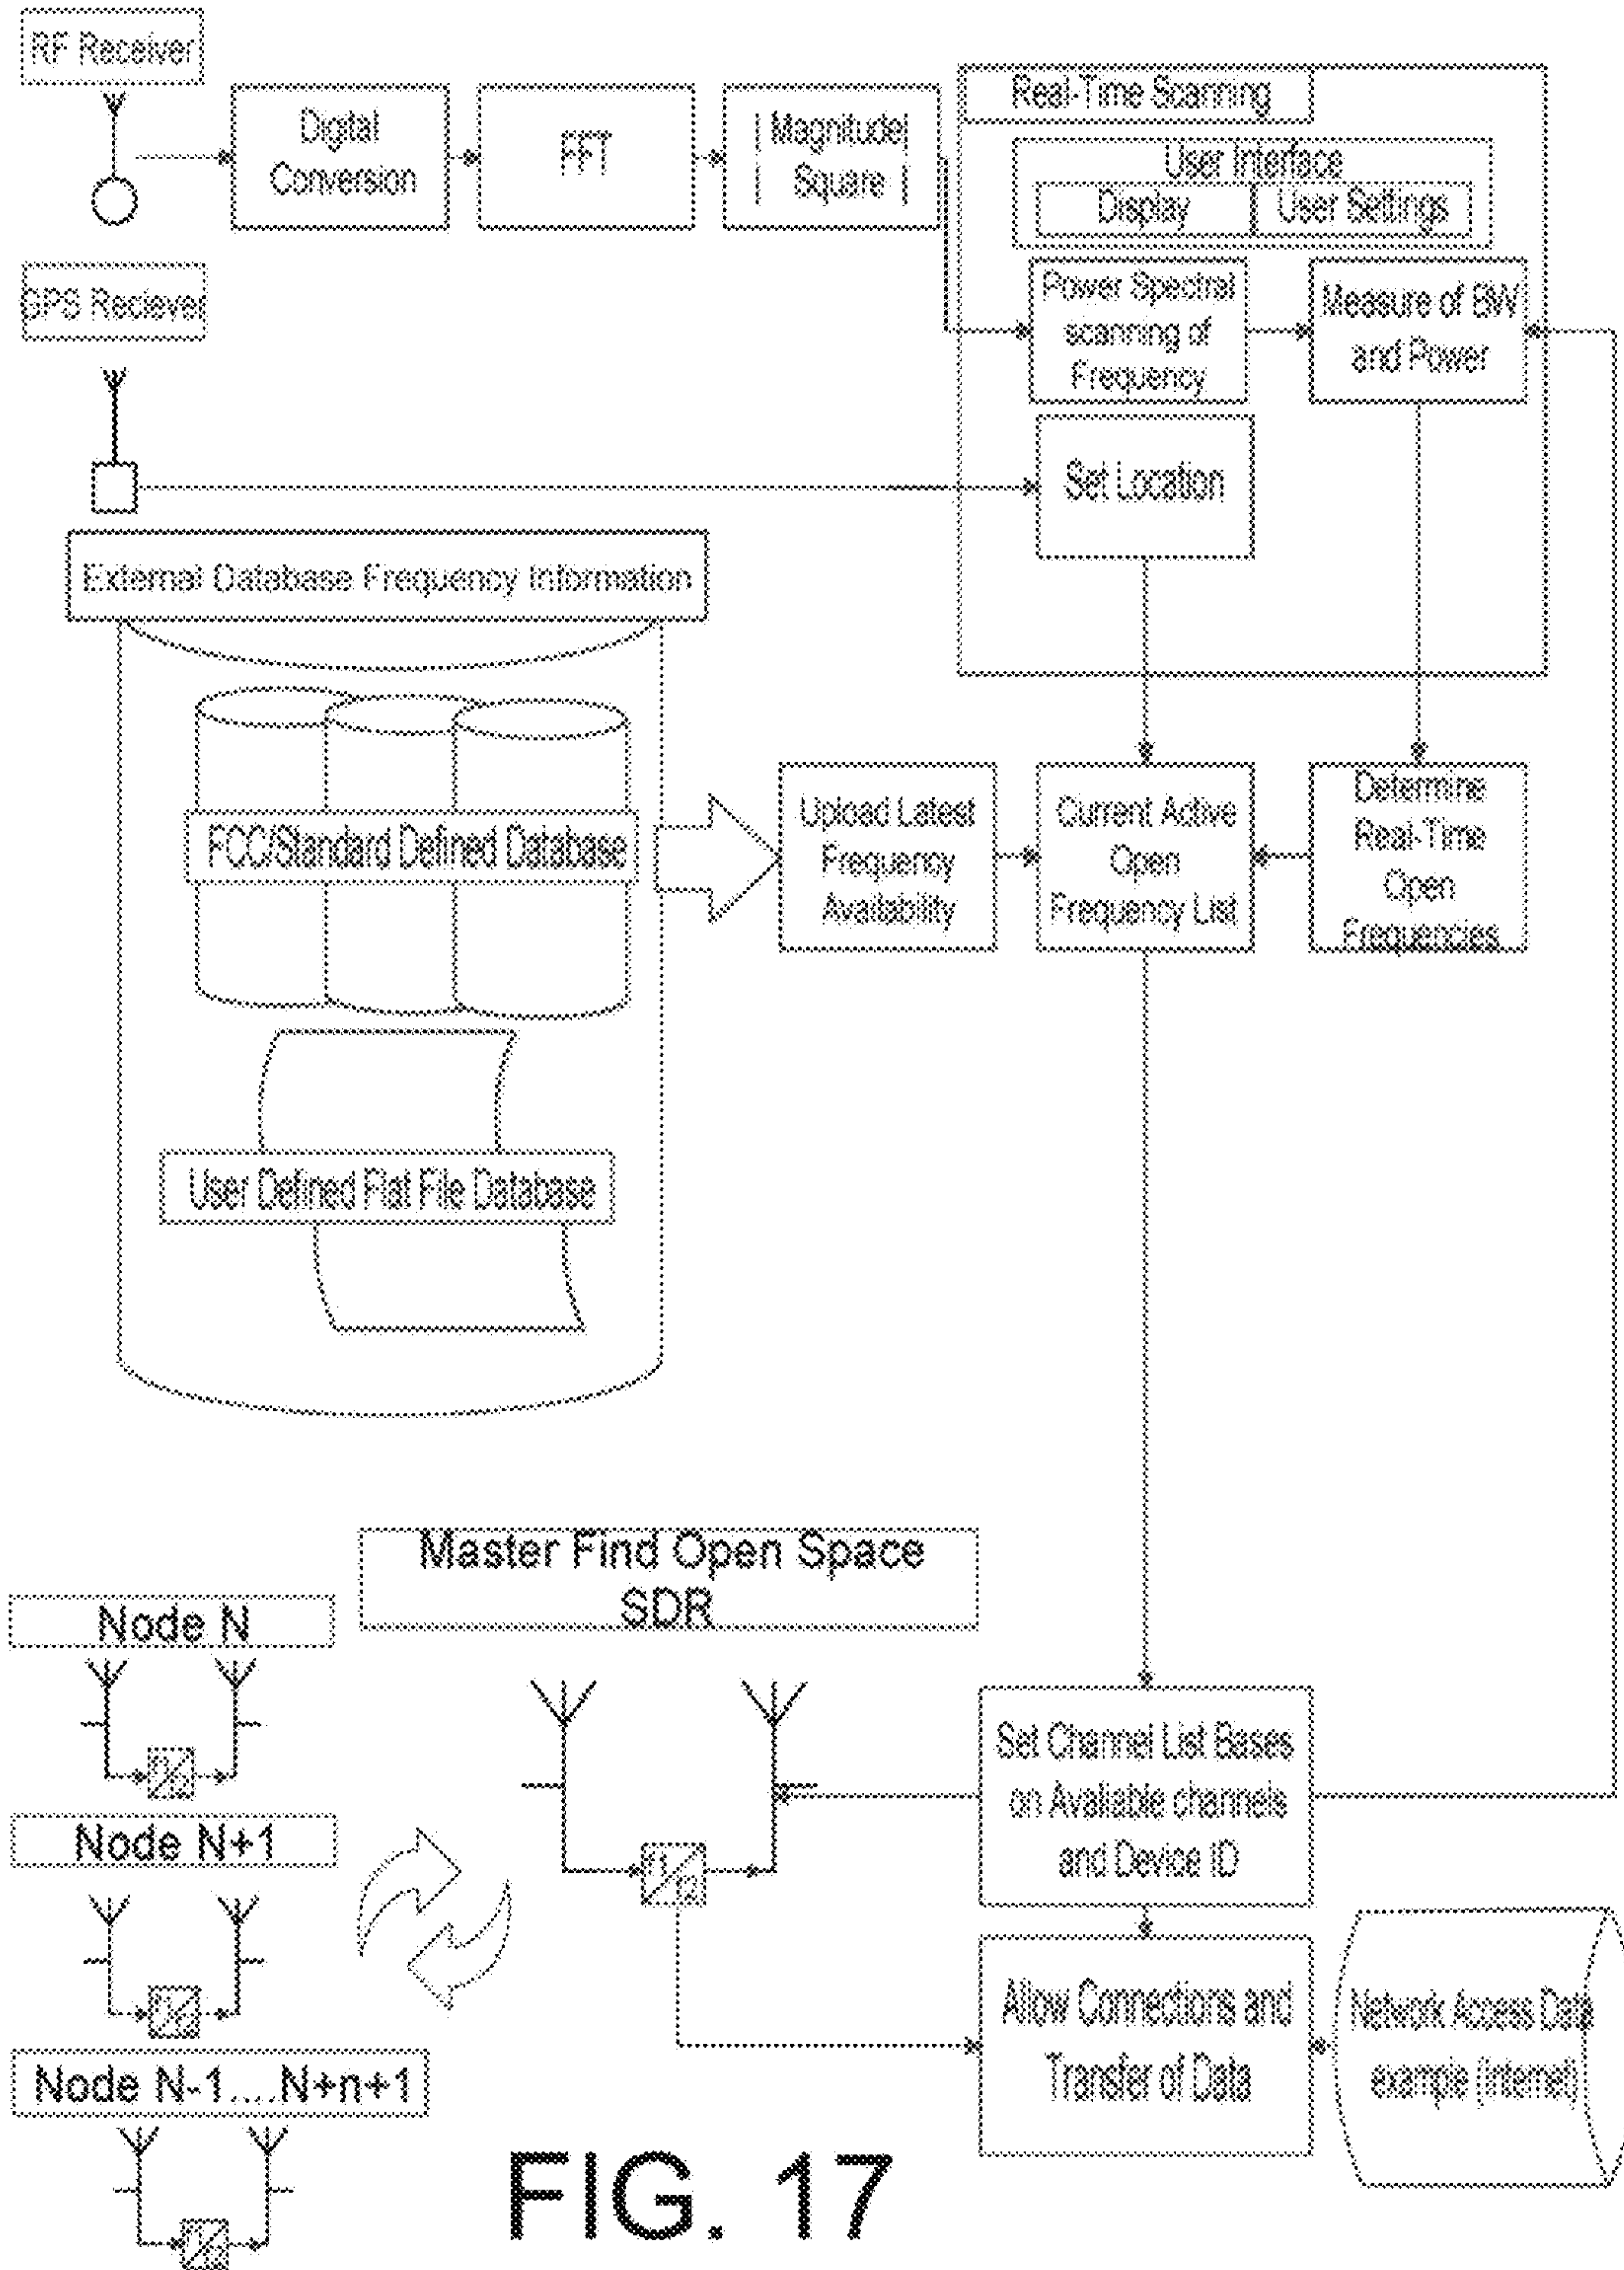 RF Receiver
Digital
Conversion
FFT
| Magnitude|
| Square |
Real-Time Scanning
User Interface
Display
User Settings
GPS Reciever
Power Spectral
scanning of
Frequency
Measure of BW
and Power
Set Location
External Database Frequency Information
FCC/Standard Defined Database
Upload Latest
Frequency
Availability
Current Active
Open
Frequency List
Determine
Real-Time
Open
Frequencies
User Defined Flat File Database
Master Find Open Space
SDR
Node N
Node N+1
Node N-1....N+n+1
f1
f2
Set Channel List Bases
on Avaliable channels
and Device ID
Allow Connections and
Transfer of Data
Network Access Data
example (internet)
FIG. 17